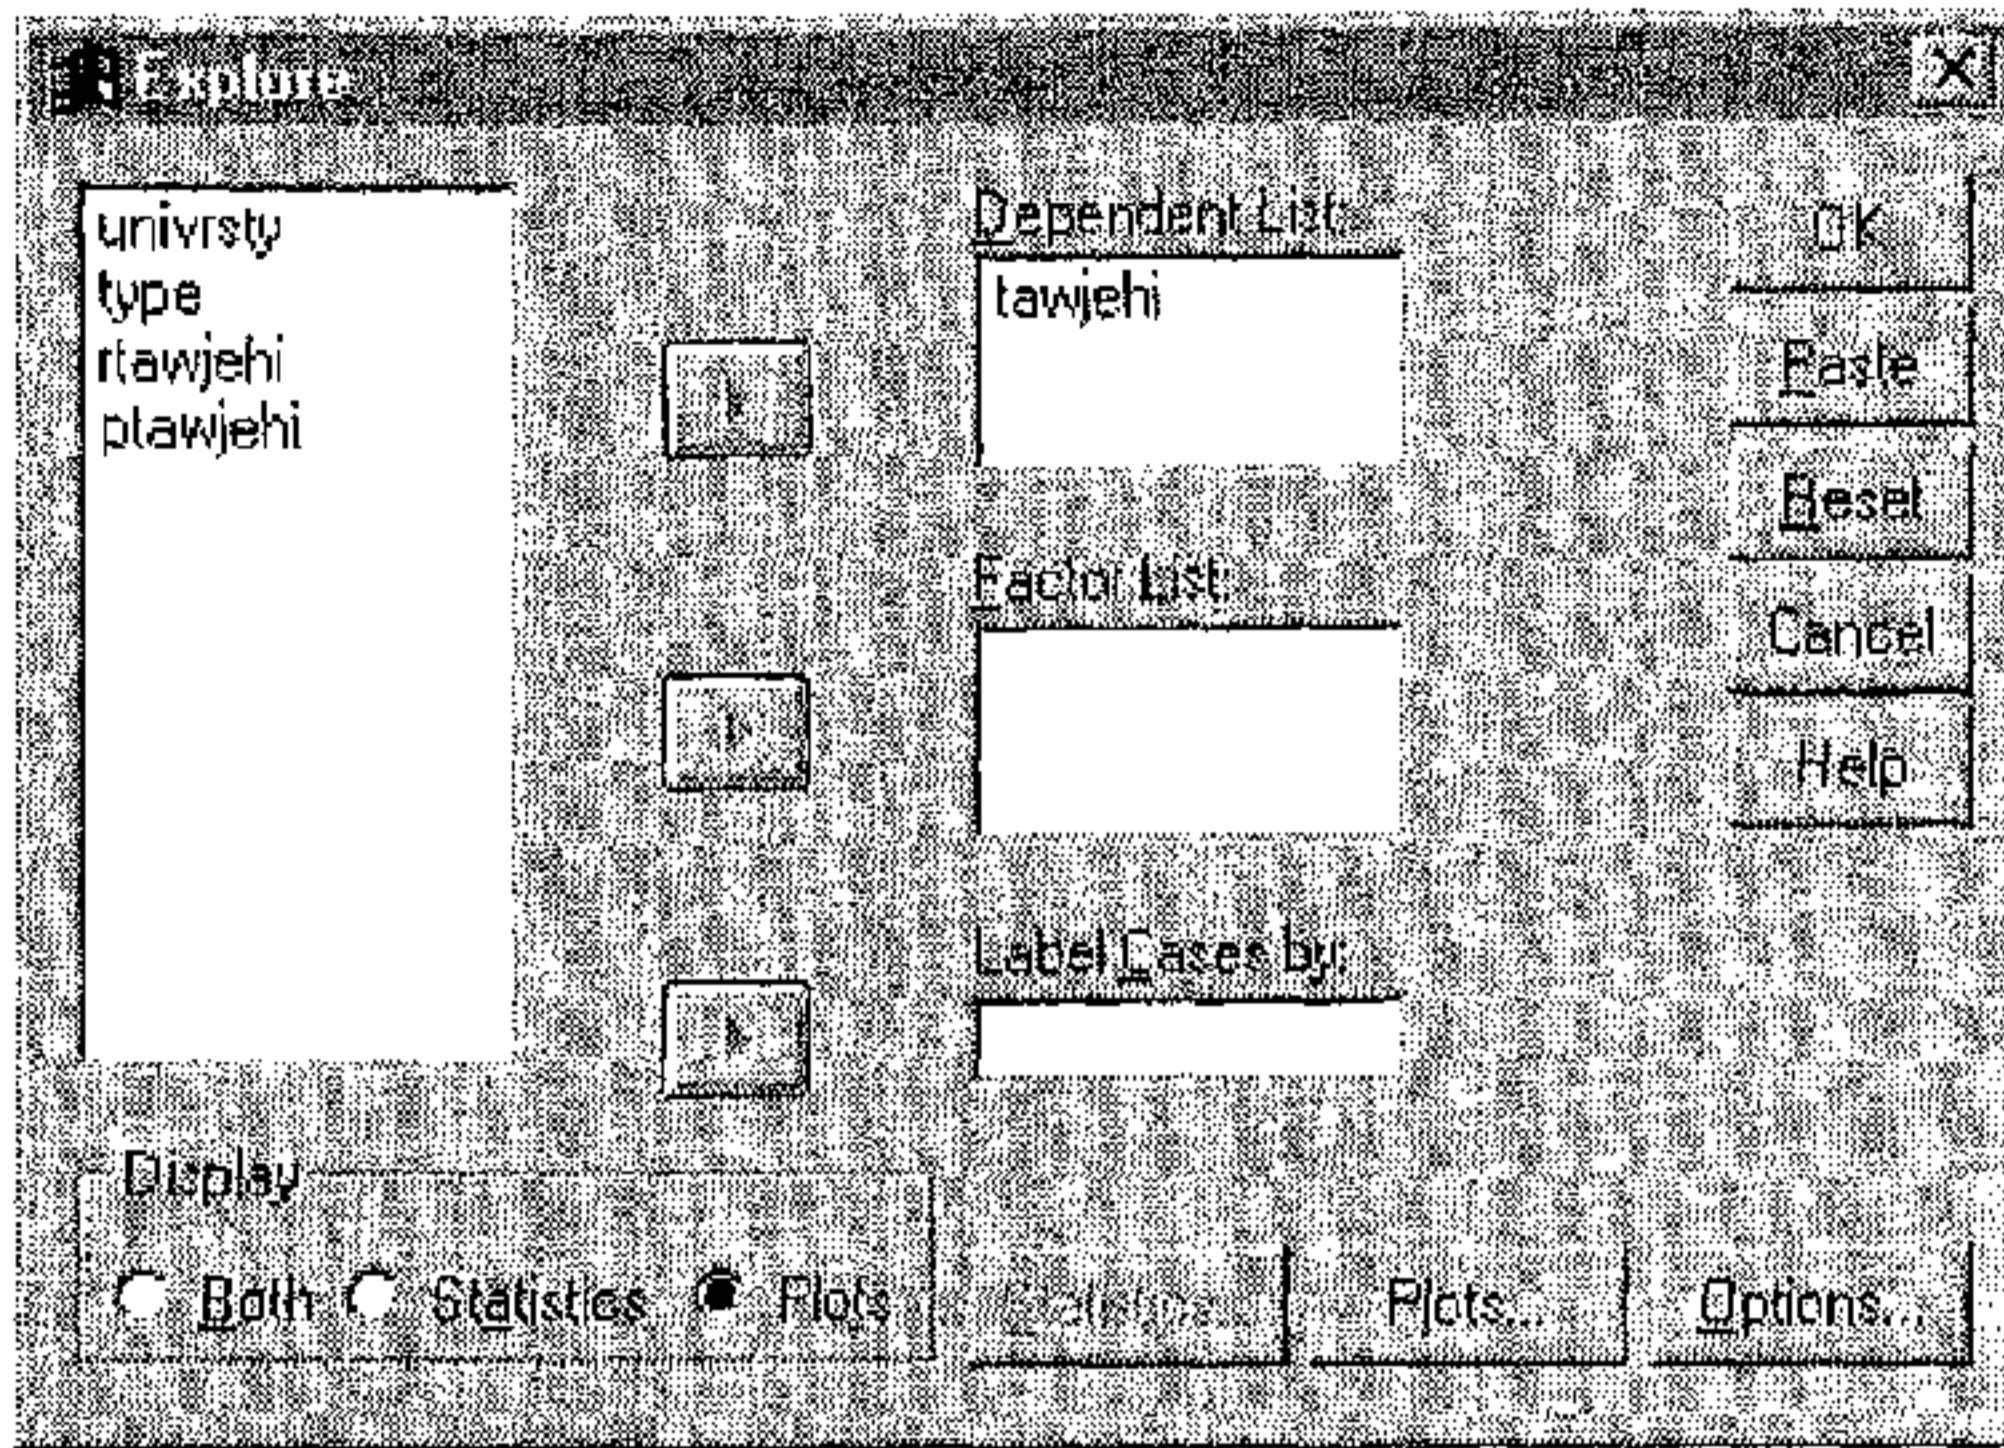 Explore
univrsty
type
rtawjehi
ptawjehi
Dependent List:
tawjehi
Factor List:
Label Cases by:
OK
Paste
Reset
Cancel
Help
Display
Both Statistics Plots
Statistics... Plots... Options...